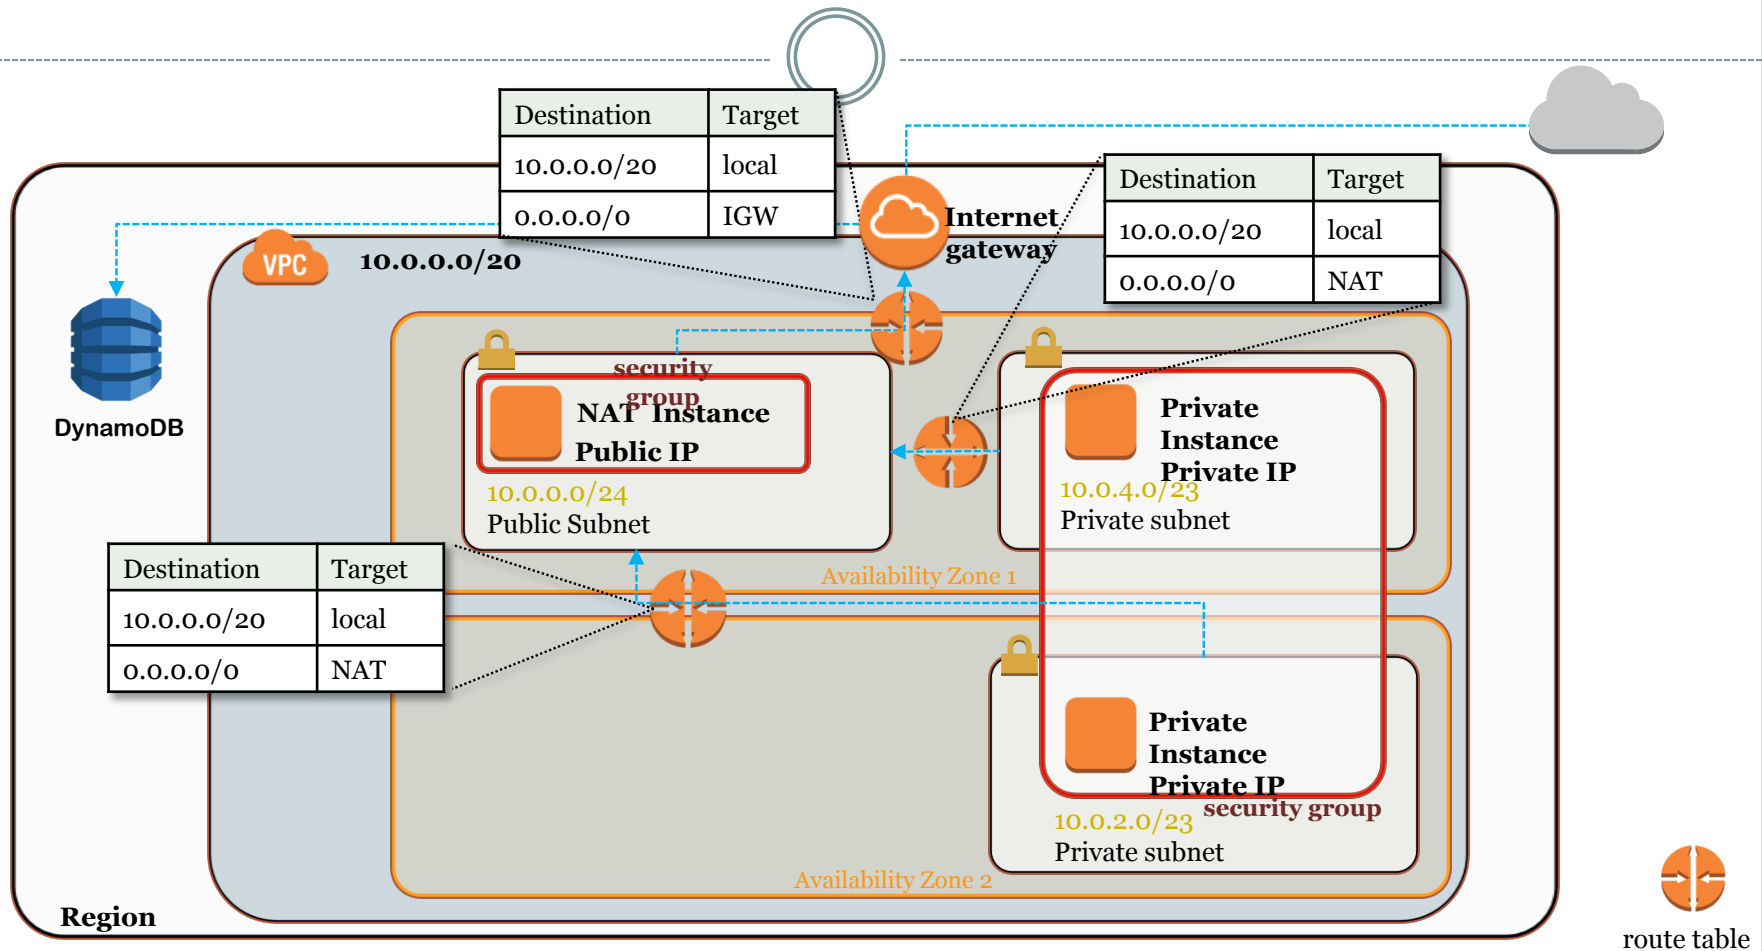 Destination Target
10.0.0.0/20 local
0.0.0.0/0 IGW
Destination Target
10.0.0.0/20 local
0.0.0.0/0 NAT
Internet
gateway
VPC
10.0.0.0/20
DynamoDB
security
group
NAT Instance
Public IP
10.0.0.0/24
Public Subnet
Private
Instance
Private IP
10.0.4.0/23
Private subnet
Availability Zone 1
Destination Target
10.0.0.0/20 local
0.0.0.0/0 NAT
Private
Instance
Private IP
security group
10.0.2.0/23
Private subnet
Availability Zone 2
Region
route table